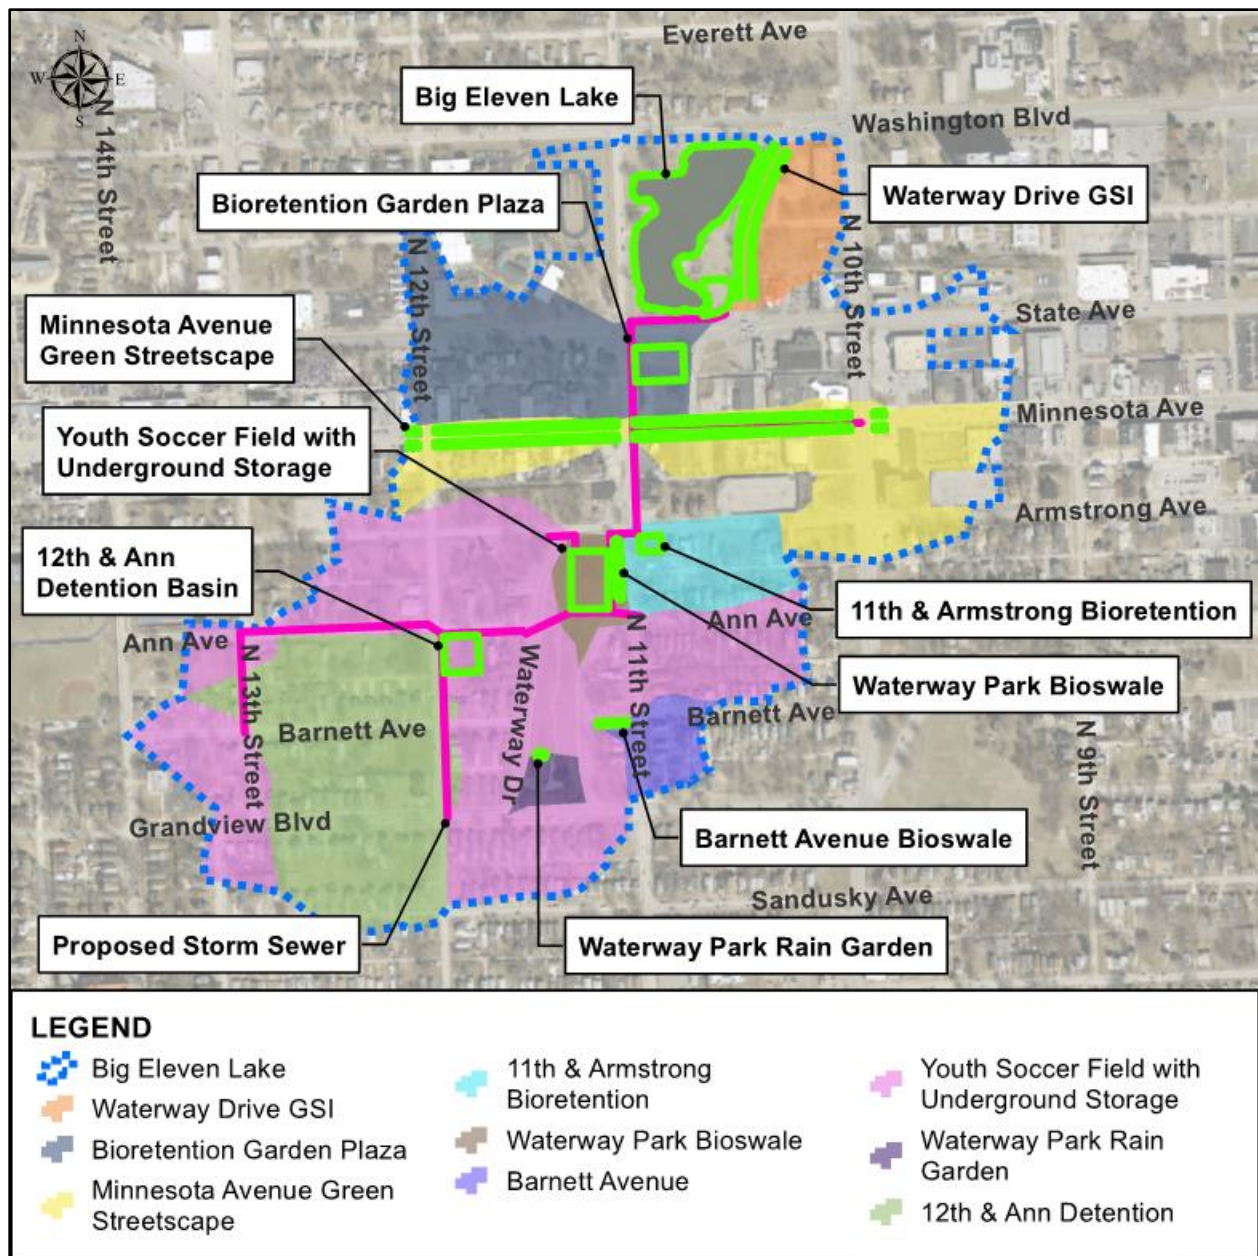 Everett Ave
N
W E
S
N 14th Street
Big Eleven Lake
Washington Blvd
Waterway Drive GSI
Bioretention Garden Plaza
N 12th Street
N 10th Street
Minnesota Avenue
Green Streetscape
State Ave
Minnesota Ave
Youth Soccer Field with
Underground Storage
Armstrong Ave
12th & Ann
Detention Basin
11th & Armstrong Bioretention
Ann Ave
Ann Ave
N 13th Street
Waterway Dr
N 11th Street
Waterway Park Bioswale
Barnett Ave
Barnett Ave
N 9th Street
Grandview Blvd
Barnett Avenue Bioswale
Sandusky Ave
Proposed Storm Sewer
Waterway Park Rain Garden
LEGEND
Big Eleven Lake
Waterway Drive GSI
Bioretention Garden Plaza
Minnesota Avenue Green
Streetscape
11th & Armstrong
Bioretention
Waterway Park Bioswale
Barnett Avenue
Youth Soccer Field with
Underground Storage
Waterway Park Rain
Garden
12th & Ann Detention